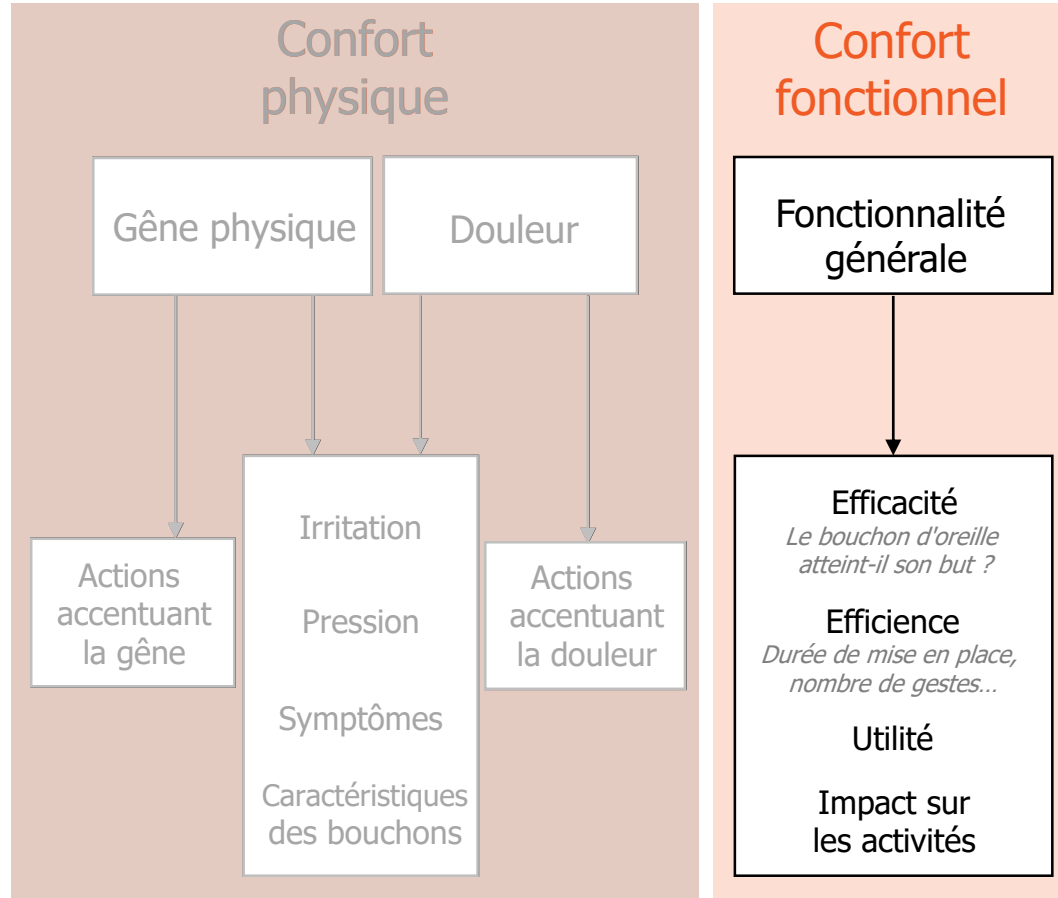 Confort
physique
Gêne physique
Douleur
Actions
accentuant
la gêne
Irritation
Pression
Symptômes
Caractéristiques
des bouchons
Actions
accentuant
la douleur
Confort
fonctionnel
Fonctionnalité
générale
Efficacité
Le bouchon d'oreille
atteint-il son but ?
Efficience
Durée de mise en place,
nombre de gestes...
Utilité
Impact sur
les activités